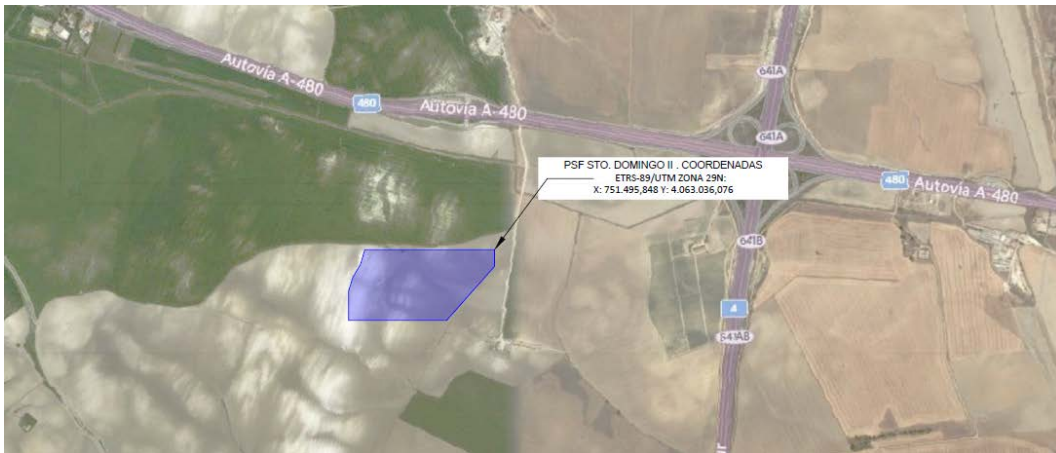 Autovía A-480
480
Autovía A-480
641A
641A
PSF STO. DOMINGO II . COORDENADAS
ETRS-89/UTM ZONA 29N:
X: 751.495,848 Y: 4.063.036,076
480
Autovía A-480
641B
4
641AB